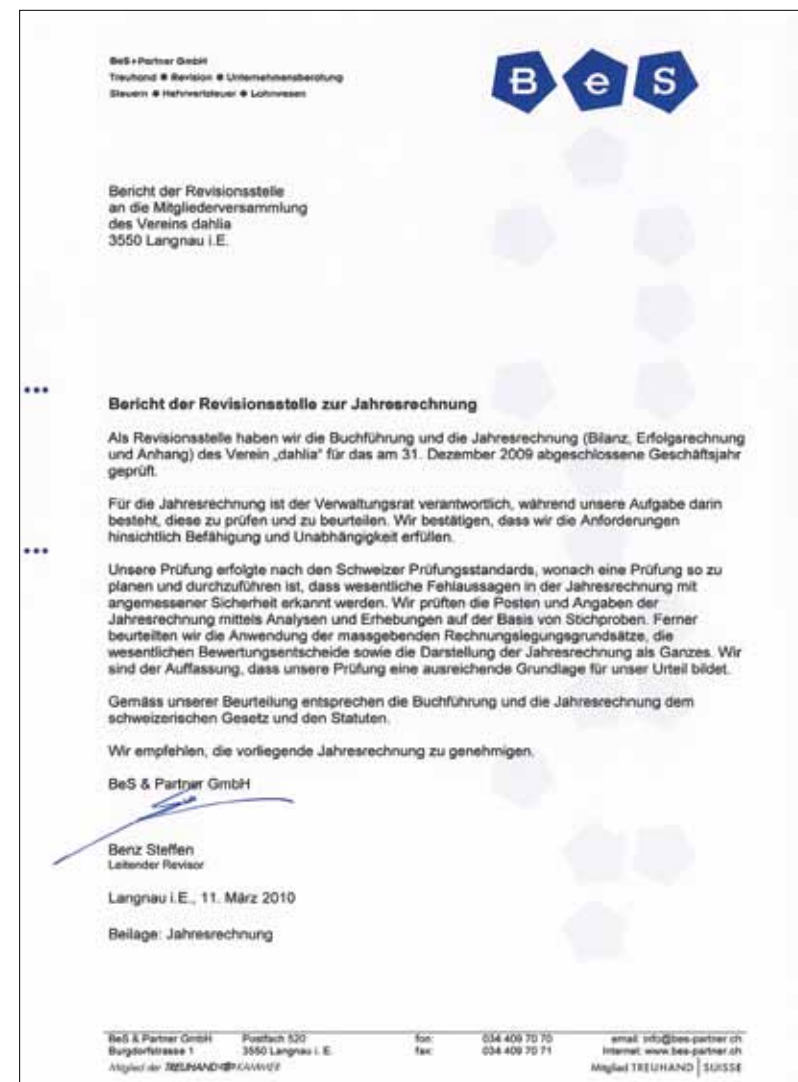 BeS+Partner GmbH
Treuhand Revision Unternehmensberatung
Steuern Mehrwertsteuer Lohnwesen
B e S
Bericht der Revisionsstelle
an die Mitgliederversammlung
des Vereins dahlia
3550 Langnau i.E.
Bericht der Revisionsstelle zur Jahresrechnung
Als Revisionsstelle haben wir die Buchführung und die Jahresrechnung (Bilanz, Erfolgsrechnung
und Anhang) des Verein „dahlia" für das am 31. Dezember 2009 abgeschlossene Geschäftsjahr
geprüft.
Für die Jahresrechnung ist der Verwaltungsrat verantwortlich, während unsere Aufgabe darin
besteht, diese zu prüfen und zu beurteilen. Wir bestätigen, dass wir die Anforderungen
hinsichtlich Befähigung und Unabhängigkeit erfüllen.
Unsere Prüfung erfolgte nach den Schweizer Prüfungsstandards, wonach eine Prüfung so zu
planen und durchzuführen ist, dass wesentliche Fehlaussagen in der Jahresrechnung mit
angemessener Sicherheit erkannt werden. Wir prüften die Posten und Angaben der
Jahresrechnung mittels Analysen und Erhebungen auf der Basis von Stichproben. Ferner
beurteilten wir die Anwendung der massgebenden Rechnungslegungsgrundsätze, die
wesentlichen Bewertungsentscheide sowie die Darstellung der Jahresrechnung als Ganzes. Wir
sind der Auffassung, dass unsere Prüfung eine ausreichende Grundlage für unser Urteil bildet.
Gemäss unserer Beurteilung entsprechen die Buchführung und die Jahresrechnung dem
schweizerischen Gesetz und den Statuten.
Wir empfehlen, die vorliegende Jahresrechnung zu genehmigen.
BeS & Partner GmbH
Benz Steffen
Leitender Revisor
Langnau i.E., 11. März 2010
Beilage: Jahresrechnung
BeS & Partner GmbH Postfach 520 fon: 034 409 70 70 email: info@bes-partner.ch
Burgdorfstrasse 1 3550 Langnau i. E. fax: 034 409 70 71 Internet: www.bes-partner.ch
Mitglied der TREUHAND KAMMER Mitglied TREUHAND | SUISSE